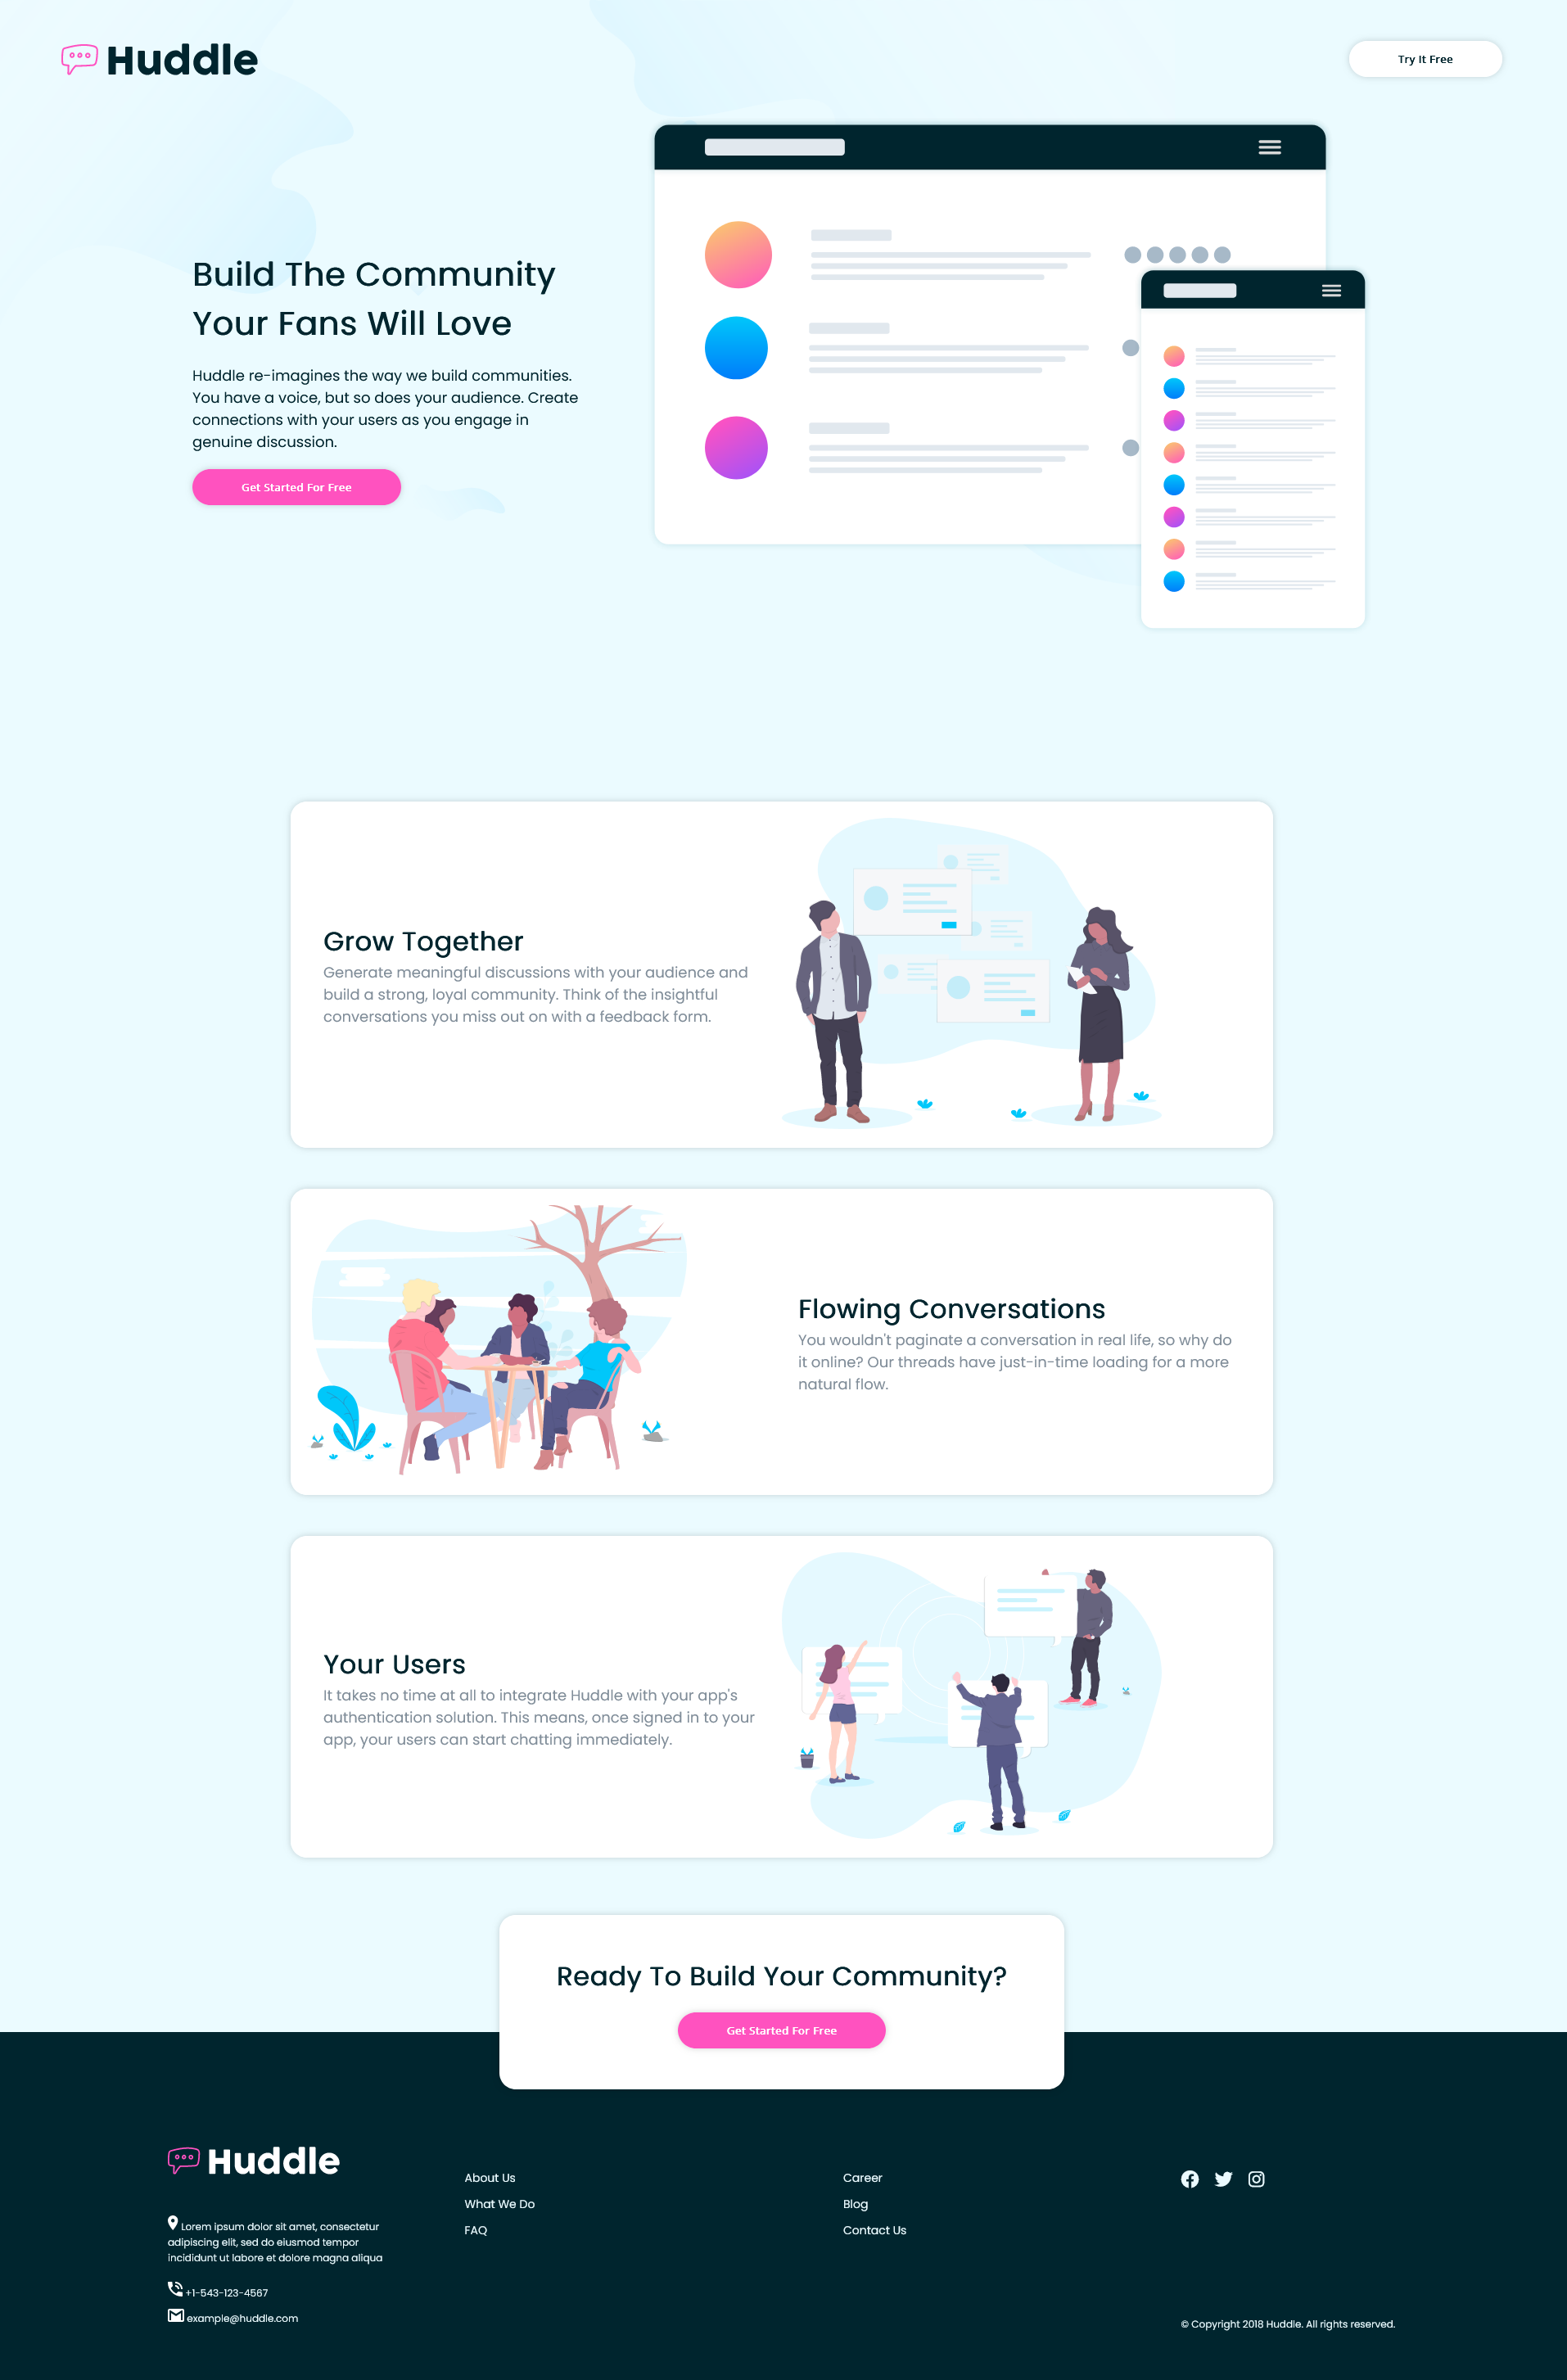 Huddle
Try It Free
Build The Community
Your Fans Will Love
Huddle re-imagines the way we build communities.
You have a voice, but so does your audience. Create
connections with your users as you engage in
genuine discussion.
Get Started For Free
Grow Together
Generate meaningful discussions with your audience and
build a strong, loyal community. Think of the insightful
conversations you miss out on with a feedback form.
Flowing Conversations
You wouldn't paginate a conversation in real life, so why do
it online? Our threads have just-in-time loading for a more
natural flow.
Your Users
It takes no time at all to integrate Huddle with your app's
authentication solution. This means, once signed in to your
app, your users can start chatting immediately.
Ready To Build Your Community?
Get Started For Free
Huddle
Lorem ipsum dolor sit amet, consectetur
adipiscing elit, sed do eiusmod tempor
incididunt ut labore et dolore magna aliqua
+1-543-123-4567
example@huddle.com
About Us
What We Do
FAQ
Career
Blog
Contact Us
© Copyright 2018 Huddle. All rights reserved.